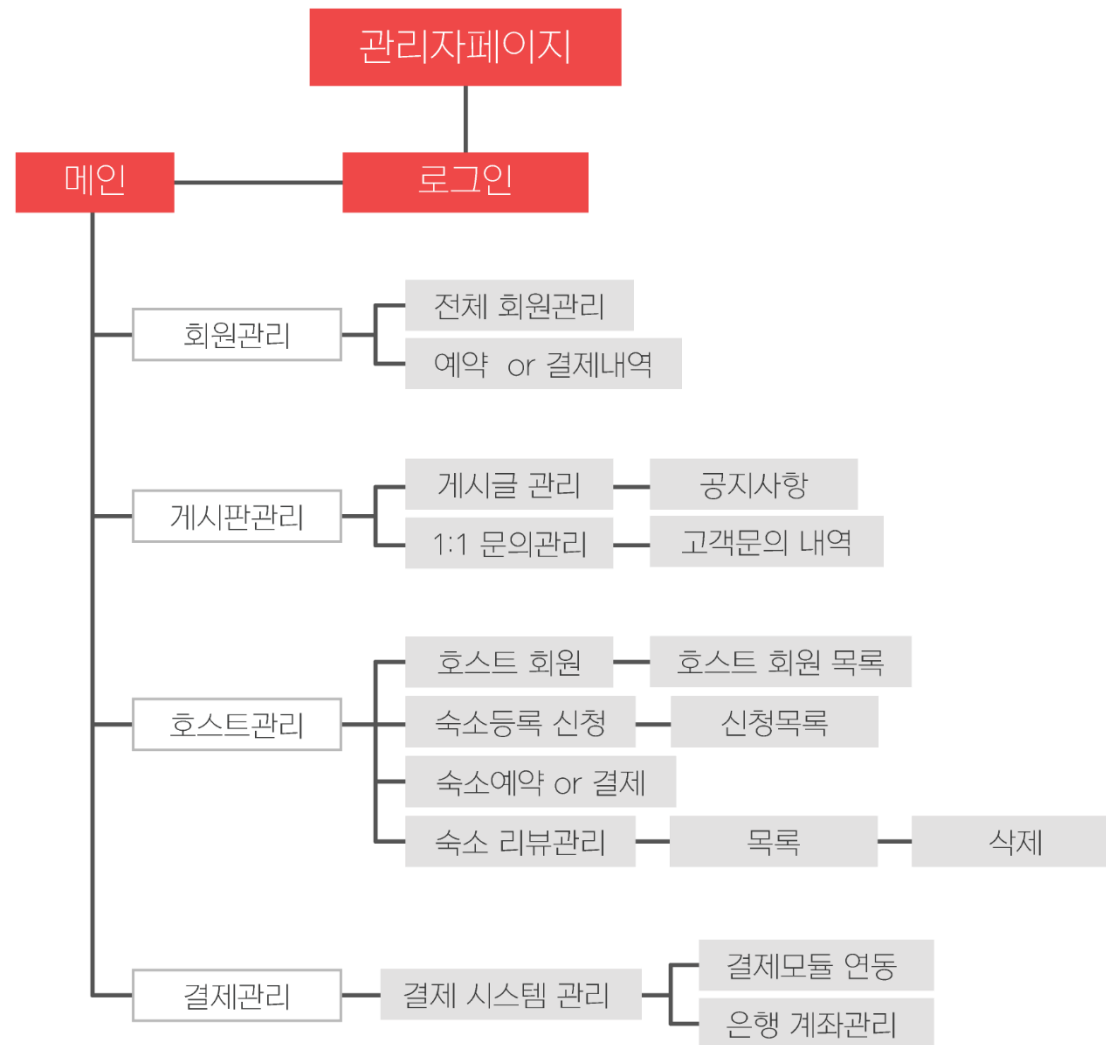 관리자페이지
메인
로그인
회원관리
전체 회원관리
예약 or 결제내역
게시판관리
게시글 관리
공지사항
1:1 문의관리
고객문의 내역
호스트관리
호스트 회원
호스트 회원 목록
숙소등록 신청
신청목록
숙소예약 or 결제
숙소 리뷰관리
목록
삭제
결제관리
결제 시스템 관리
결제모듈 연동
은행 계좌관리